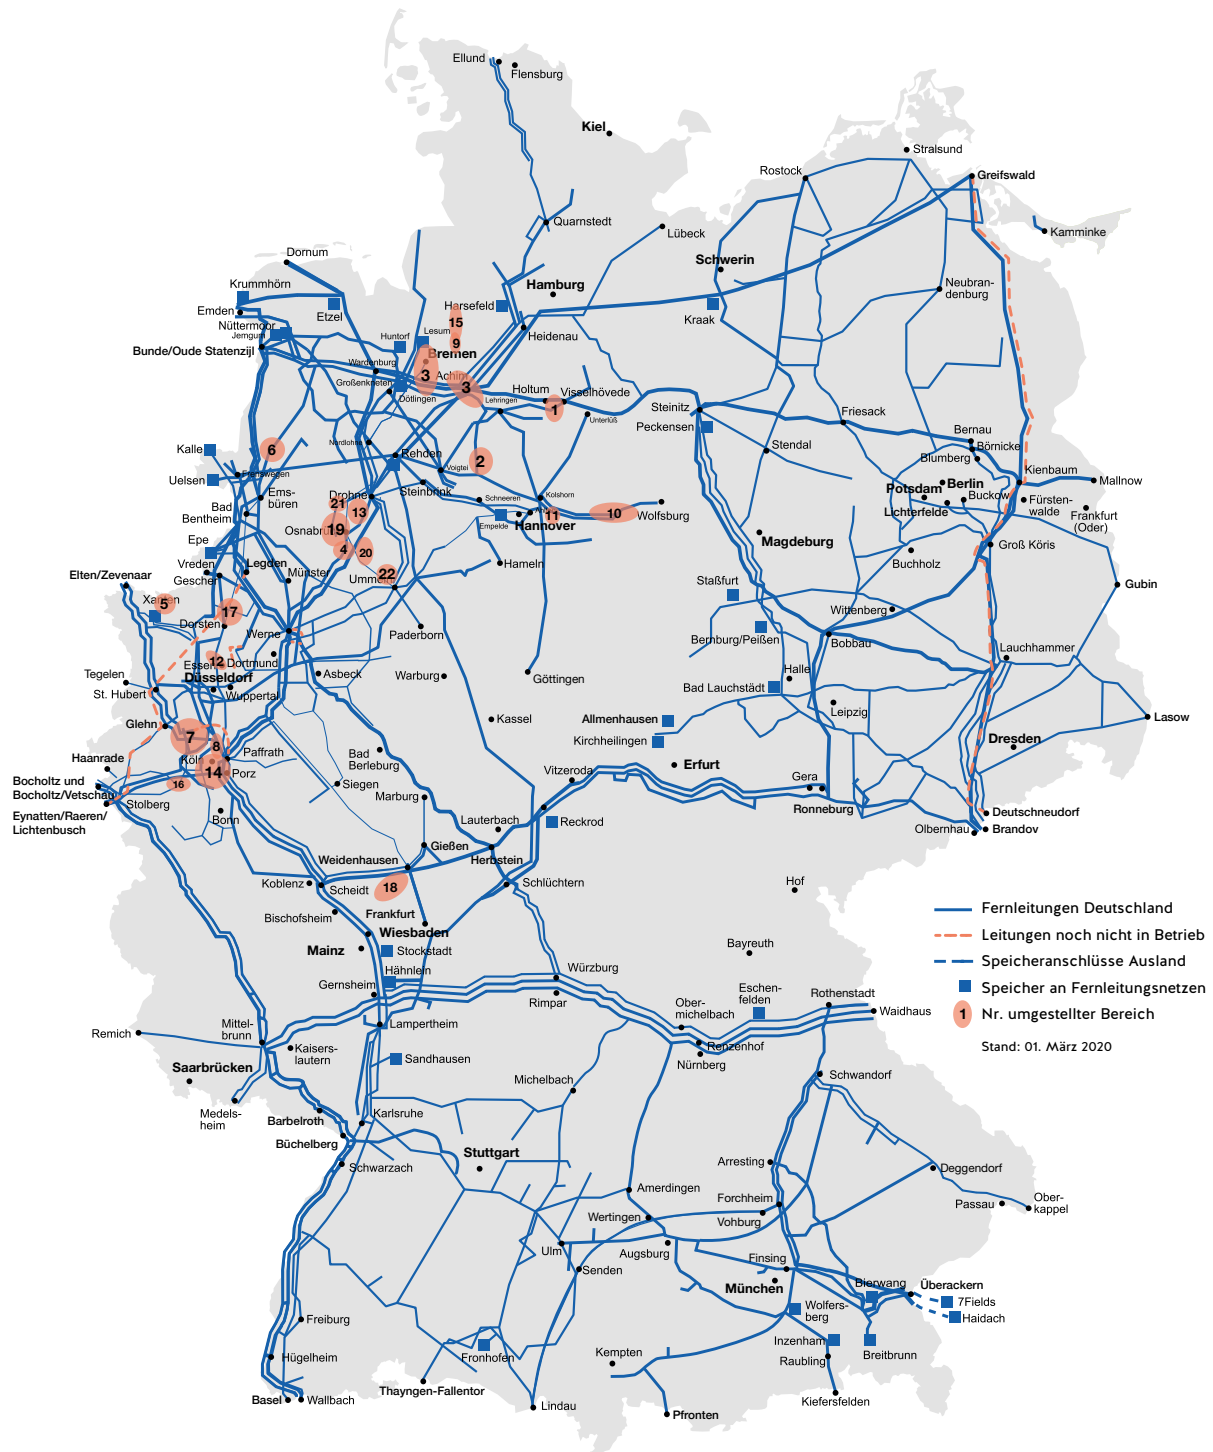 Ellund
Flensburg
Kiel
Stralsund
Rostock
Greifswald
Quarnstedt
Lübeck
Kamminke
Dornum
Schwerin
Krummhörn
Hamburg
Neubran-
denburg
Harsefeld
Emden
Etzel
Kraak
15
Nüttermoor
Jemgum
Huntorf
Lesum
Heidenau
9
Bunde/Oude Statenzijl
Bremen
Wardenburg
3
Achim
Großenkneten
3
Holtum
Visselhövede
Dötlingen
Lehringen
1
Steinitz
Friesack
Unterlüß
Peckensen
Bernau
Börnicke
Nordlohne
Stendal
Kalle
6
Rehden
2
Blumberg
Voigtei
Kienbaum
Uelsen
Frenswegen
Mallnow
Potsdam
Berlin
Ems-
büren
Drohne
Steinbrink
Schneeren
Kolshorn
Buckow
Fürsten-
walde
Lichterfelde
Frankfurt
(Oder)
21
13
Bad
Bentheim
11
10
Wolfsburg
Empelde
Hannover
19
Magdeburg
Epe
4
20
Groß Köris
Buchholz
Vreden
Legden
Hameln
Elten/Zevenaar
Gescher
Münster
22
Staßfurt
Gubin
Xanten
5
17
Wittenberg
Dorsten
Werne
Paderborn
Bernburg/Peißen
Bobbau
Lauchhammer
12
Essen
Dortmund
Tegelen
Düsseldorf
Asbeck
Warburg
Göttingen
Halle
St. Hubert
Wuppertal
Bad Lauchstädt
Leipzig
Glehn
Kassel
Allmenhausen
Lasow
7
8
Paffrath
Kirchheilingen
Dresden
Haanrade
Köln
Bad
Berleburg
14
Porz
Vitzeroda
Erfurt
Gera
Bocholtz und
Bocholtz/Vetschau
16
Siegen
Marburg
Stolberg
Ronneburg
Eynatten/Raeren/
Lichtenbusch
Bonn
Lauterbach
Reckrod
Deutschneudorf
Olbernhau
Brandov
Gießen
Weidenhausen
Herbstein
Koblenz
Scheidt
18
Schlüchtern
Hof
Bischofsheim
Frankfurt
Fernleitungen Deutschland
Wiesbaden
Leitungen noch nicht in Betrieb
Mainz
Stockstadt
Bayreuth
Speicheranschlüsse Ausland
Hähnlein
Würzburg
Gernsheim
Eschen-
felden
Speicher an Fernleitungsnetzen
Rimpar
Ober-
michelbach
Rothenstadt
Waidhaus
1
Nr. umgestellter Bereich
Remich
Mittel-
brunn
Lampertheim
Stand: 01. März 2020
Kaisers-
lautern
Renzenhof
Sandhausen
Nürnberg
Saarbrücken
Schwandorf
Michelbach
Medels-
heim
Barbelroth
Karlsruhe
Büchelberg
Stuttgart
Schwarzach
Arresting
Deggendorf
Amerdingen
Forchheim
Passau
Ober-
kappel
Wertingen
Vohburg
Ulm
Augsburg
Finsing
Senden
München
Bierwang
Überackern
7Fields
Wolfers-
berg
Haidach
Freiburg
Inzenham
Breitbrunn
Hügelheim
Fronhofen
Kempten
Raubling
Thayngen-Fallentor
Kiefersfelden
Basel
Wallbach
Lindau
Pfronten